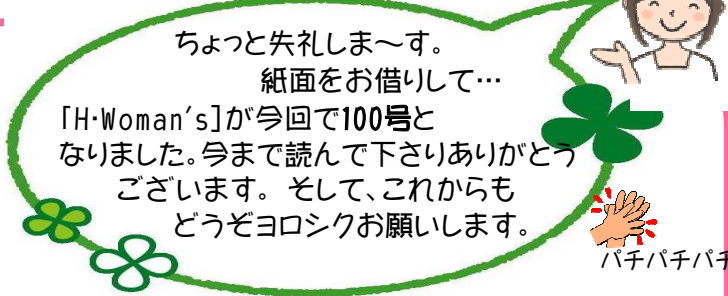 ちょっと失礼しま～す。
紙面をお借りして…
「H·Woman's」が今回で100号と
なりました。今まで読んで下さりありがとう
ございます。そして、これからも
どうぞヨロシクお願いします。
パチパチパチ